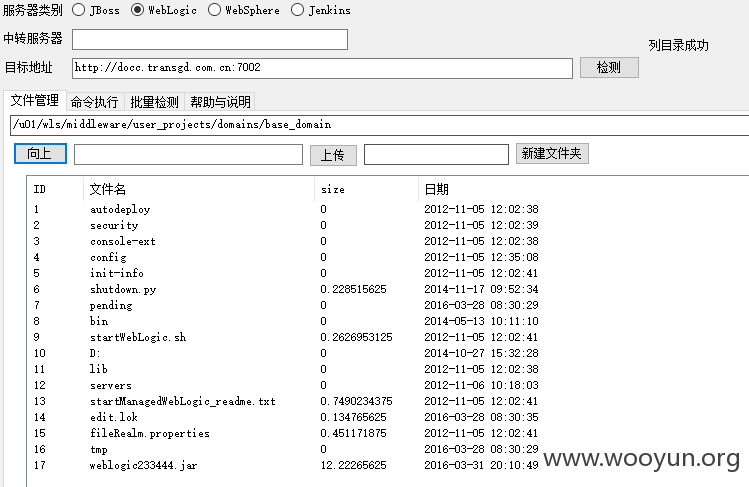 服务器类别 JBoss WebLogic WebSphere Jenkins
中转服务器
列目录成功
目标地址 http://docc.transgd.com.cn:7002 检测
文件管理 命令执行 批量检测 帮助与说明
/u01/wls/middleware/user_projects/domains/base_domain
向上 上传 新建文件夹
ID 文件名 size 日期
1 autodeploy 0 2012-11-05 12:02:38
2 security 0 2012-11-05 12:02:39
3 console-ext 0 2012-11-05 12:02:38
4 config 0 2012-11-05 12:35:08
5 init-info 0 2012-11-05 12:02:41
6 shutdown.py 0.228515625 2014-11-17 09:52:34
7 pending 0 2016-03-28 08:30:29
8 bin 0 2014-05-13 10:11:10
9 startWebLogic.sh 0.2626953125 2012-11-05 12:02:41
10 D: 0 2014-10-27 15:32:28
11 lib 0 2012-11-05 12:02:38
12 servers 0 2012-11-06 10:18:03
13 startManagedWebLogic_readme.txt 0.7490234375 2012-11-05 12:02:41
14 edit.lok 0.134765625 2016-03-28 08:30:35
15 fileRealm.properties 0.451171875 2012-11-05 12:02:41
16 tmp 0 2016-03-28 08:30:29
17 weblogic233444.jar 12.22265625 2016-03-31 20:10:49
www.wooyun.org